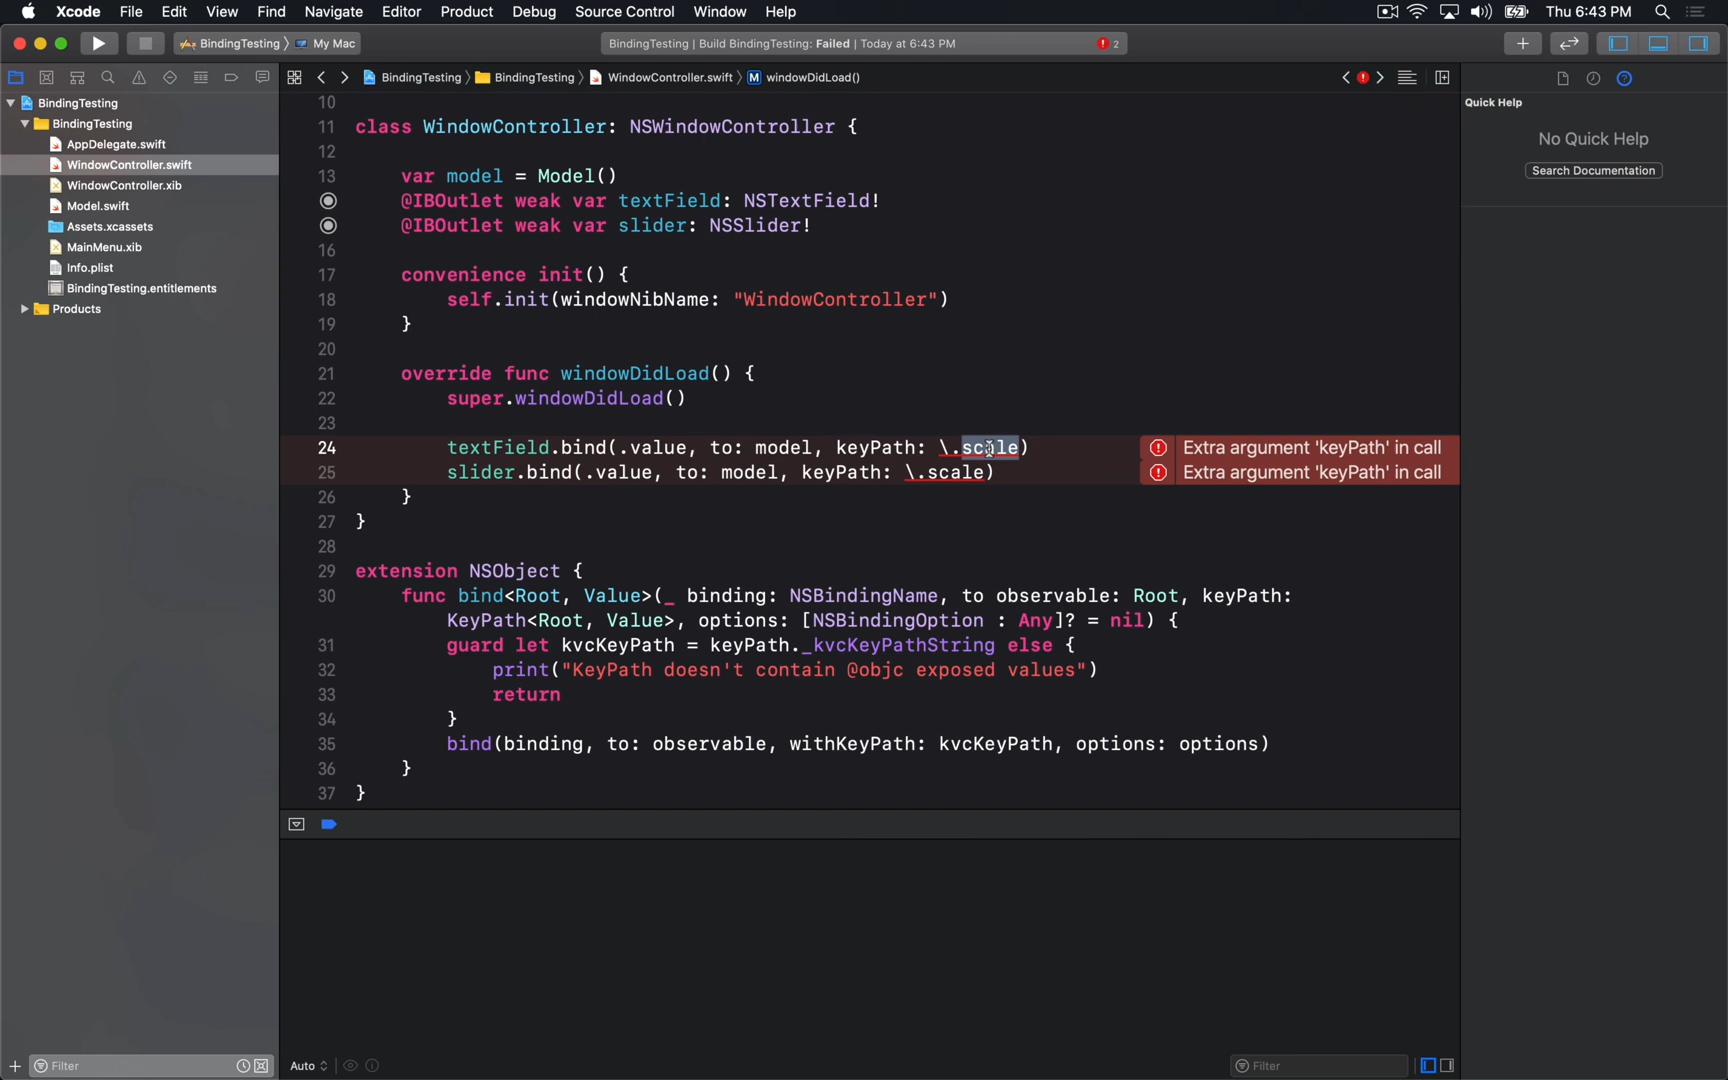 Xcode File Edit View Find Navigate Editor Product Debug Source Control Window Help Thu 6:43 PM
BindingTesting My Mac BindingTesting | Build BindingTesting: Failed | Today at 6:43 PM 2
BindingTesting BindingTesting WindowController.swift M windowDidLoad()
BindingTesting
BindingTesting
AppDelegate.swift
WindowController.swift
WindowController.xib
Model.swift
Assets.xcassets
MainMenu.xib
Info.plist
BindingTesting.entitlements
Products
10
11 class WindowController: NSWindowController {
12
13 var model = Model()
@IBOutlet weak var textField: NSTextField!
@IBOutlet weak var slider: NSSlider!
16
17 convenience init() {
18 self.init(windowNibName: "WindowController")
19 }
20
21 override func windowDidLoad() {
22 super.windowDidLoad()
23
24 textField.bind(.value, to: model, keyPath: \.scale) Extra argument 'keyPath' in call
25 slider.bind(.value, to: model, keyPath: \.scale) Extra argument 'keyPath' in call
26 }
27 }
28
29 extension NSObject {
30 func bind<Root, Value>(_ binding: NSBindingName, to observable: Root, keyPath:
KeyPath<Root, Value>, options: [NSBindingOption : Any]? = nil) {
31 guard let kvcKeyPath = keyPath._kvcKeyPathString else {
32 print("KeyPath doesn't contain @objc exposed values")
33 return
34 }
35 bind(binding, to: observable, withKeyPath: kvcKeyPath, options: options)
36 }
37 }
Quick Help
No Quick Help
Search Documentation
Filter Auto Filter